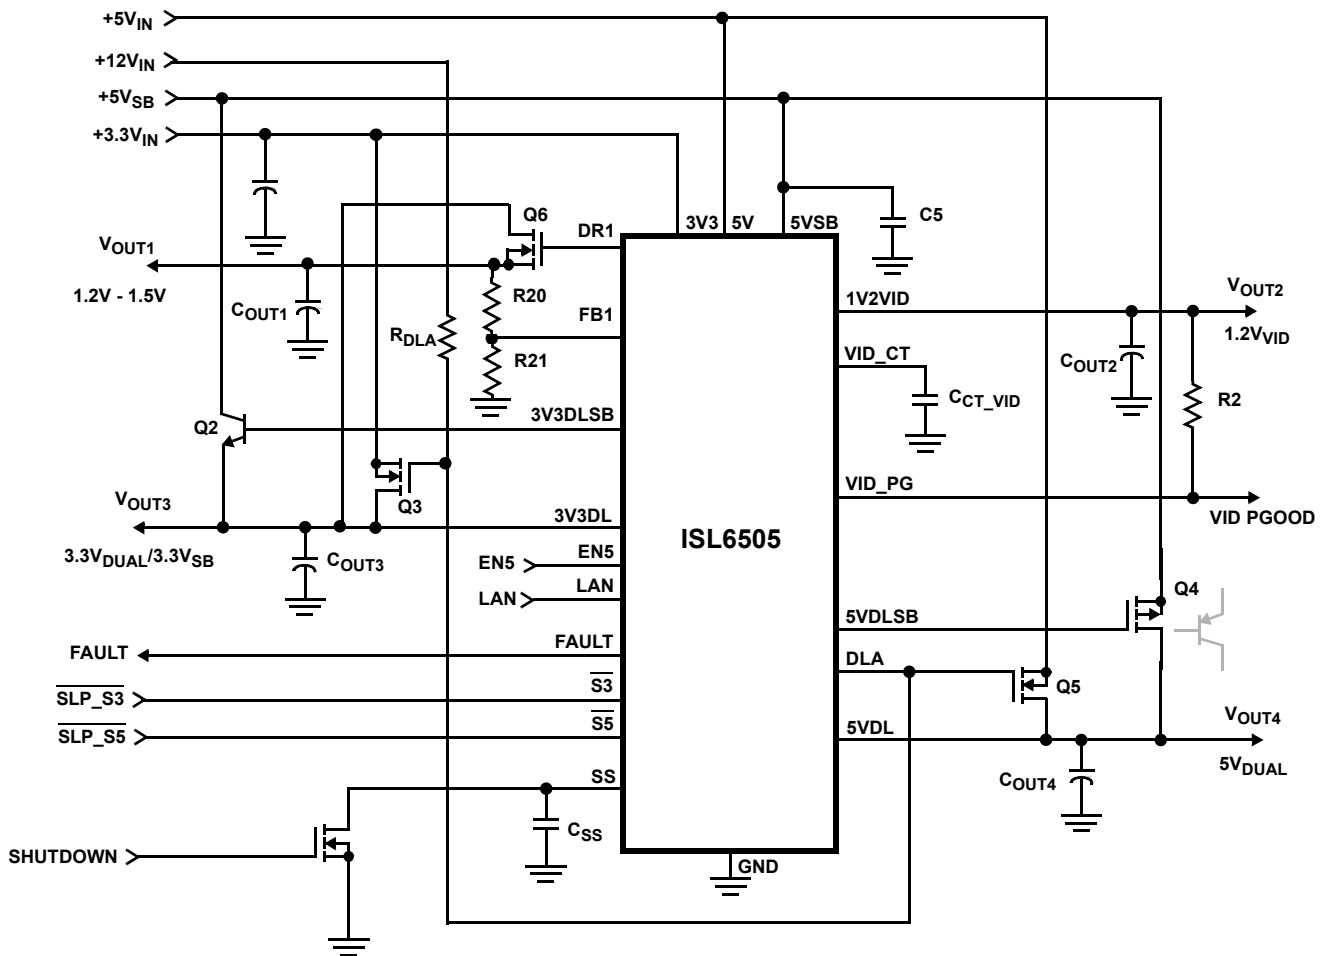 +5VIN
+12VIN
+5VSB
+3.3VIN
Q6
DR1
3V3
5V
5VSB
C5
VOUT1
1.2V - 1.5V
COUT1
R20
FB1
RDLA
R21
1V2VID
VOUT2
1.2VVID
VID_CT
COUT2
CCT_VID
R2
Q2
3V3DLSB
Q3
VID_PG
VID PGOOD
VOUT3
3.3VDUAL/3.3VSB
COUT3
3V3DL
ISL6505
EN5
EN5
LAN
LAN
Q4
5VDLSB
FAULT
FAULT
DLA
Q5
SLP_S3
S3
SLP_S5
S5
5VDL
VOUT4
5VDUAL
COUT4
SS
CSS
SHUTDOWN
GND